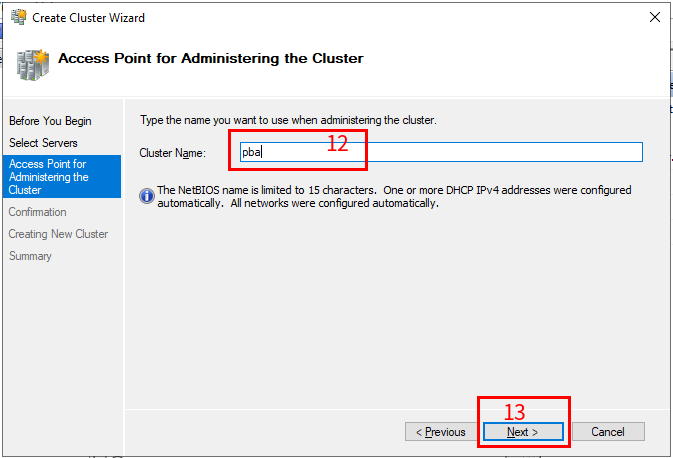 Create Cluster Wizard
Access Point for Administering the Cluster
Before You Begin
Select Servers
Access Point for
Administering the
Cluster
Confirmation
Creating New Cluster
Summary
Type the name you want to use when administering the cluster.
12
Cluster Name:
pba
The NetBIOS name is limited to 15 characters.  One or more DHCP IPv4 addresses were configured
automatically.  All networks were configured automatically.
13
< Previous
Next >
Cancel